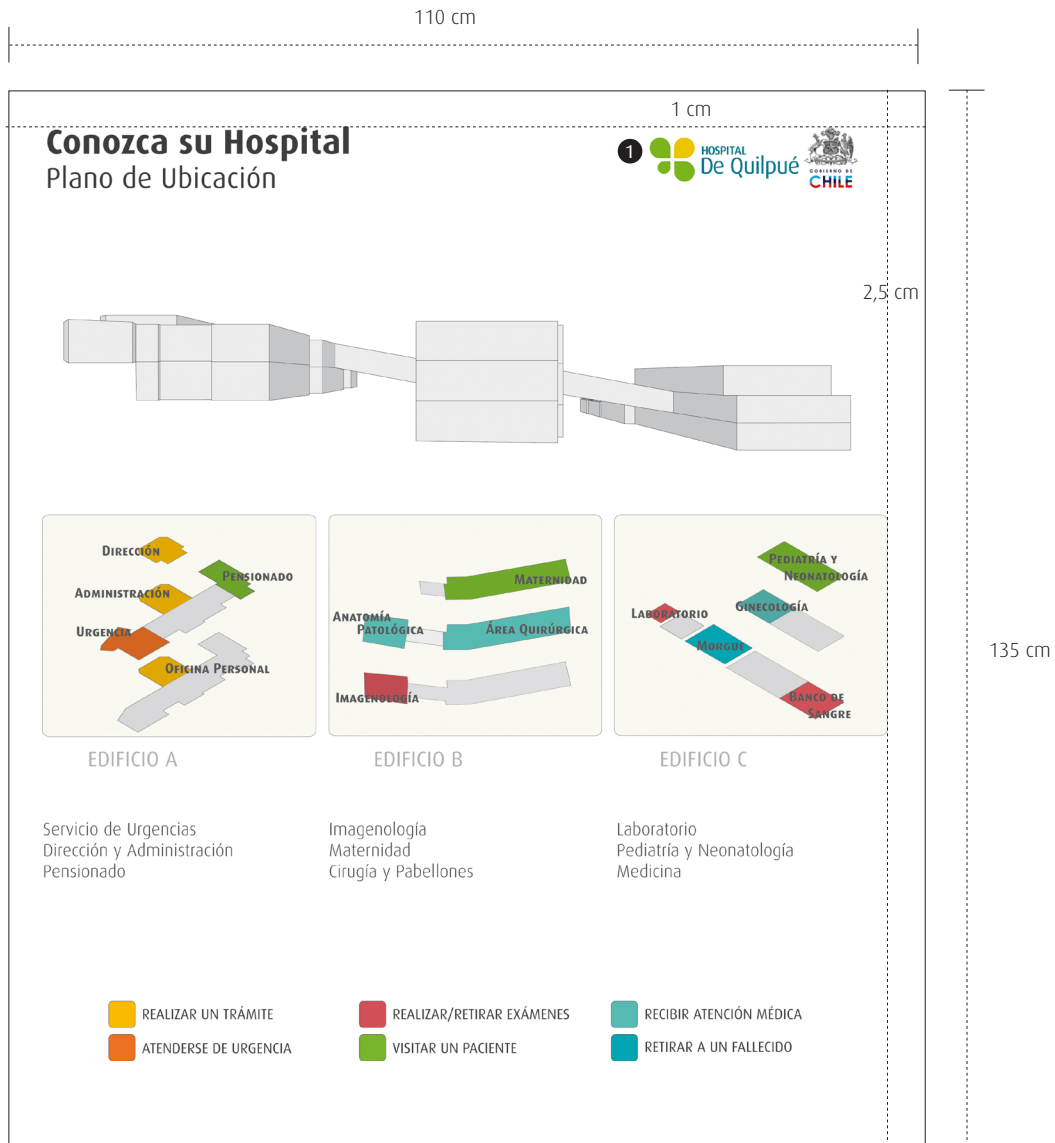 110 cm
1 cm
Conozca su Hospital
Plano de Ubicación
1
HOSPITAL
De Quilpué
GOBIERNO DE
CHILE
2,5 cm
DIRECCIÓN
PENSIONADO
ADMINISTRACIÓN
URGENCIA
OFICINA PERSONAL
MATERNIDAD
ANATOMÍA
PATOLÓGICA
ÁREA QUIRÚRGICA
IMAGENOLOGÍA
PEDIATRÍA Y
NEONATOLOGÍA
LABORATORIO
GINECOLOGÍA
MORGUE
BANCO DE
SANGRE
135 cm
EDIFICIO A
EDIFICIO B
EDIFICIO C
Servicio de Urgencias
Dirección y Administración
Pensionado
Imagenología
Maternidad
Cirugía y Pabellones
Laboratorio
Pediatría y Neonatología
Medicina
REALIZAR UN TRÁMITE
REALIZAR/RETIRAR EXÁMENES
RECIBIR ATENCIÓN MÉDICA
ATENDERSE DE URGENCIA
VISITAR UN PACIENTE
RETIRAR A UN FALLECIDO